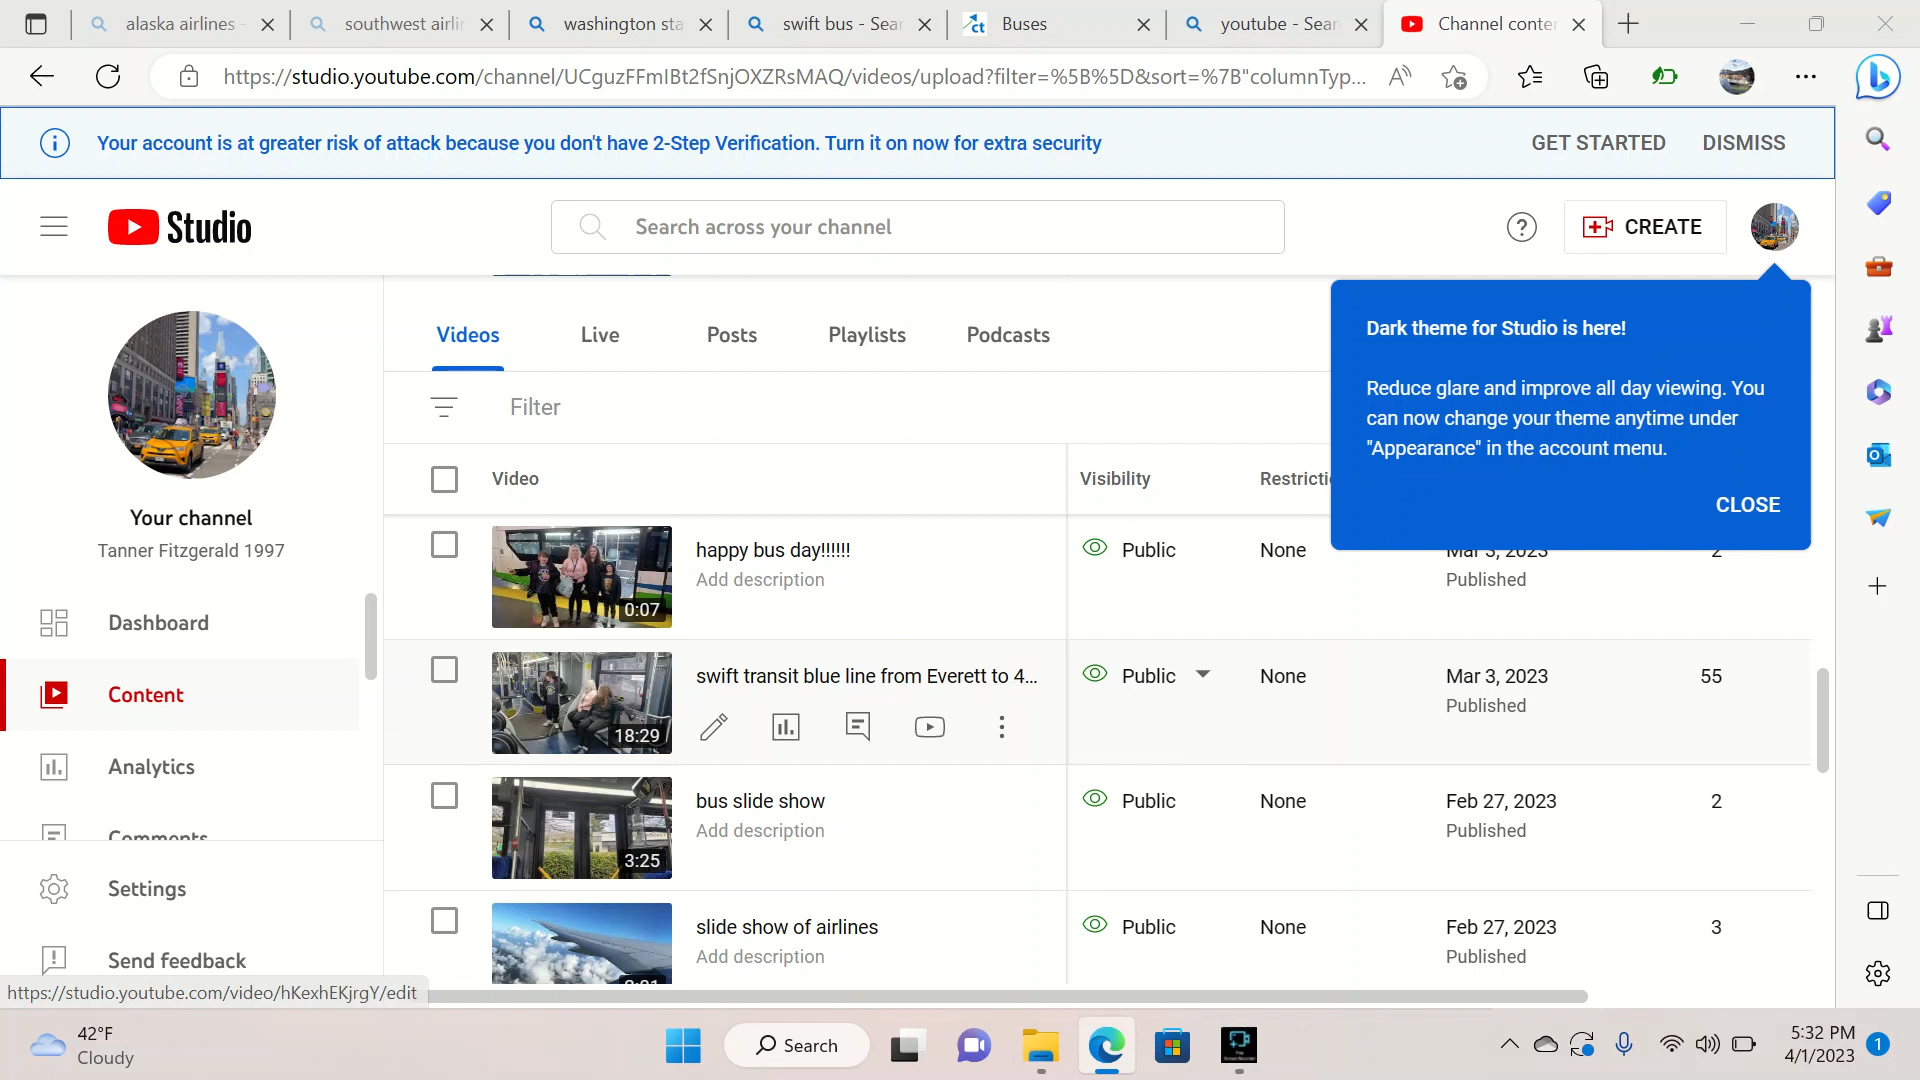 alaska airlines -
southwest airli
washington sta
swift bus - Sear
Buses
youtube - Sear
Channel conte
https://studio.youtube.com/channel/UCguzFFmIBt2fSnjOXZRsMAQ/videos/upload?filter=%5B%5D&sort=%7B"columnTyp...
Your account is at greater risk of attack because you don't have 2-Step Verification. Turn it on now for extra security
GET STARTED
DISMISS
Studio
Search across your channel
CREATE
Dark theme for Studio is here!
Reduce glare and improve all day viewing. You
can now change your theme anytime under
"Appearance" in the account menu.
CLOSE
Your channel
Tanner Fitzgerald 1997
Dashboard
Content
Analytics
Comments
Settings
Send feedback
Videos
Live
Posts
Playlists
Podcasts
Filter
Video
Visibility
Restricti
happy bus day!!!!!!
Add description
0:07
Public
None
Mar 3, 2023
Published
2
swift transit blue line from Everett to 4...
18:29
Public
None
Mar 3, 2023
Published
55
bus slide show
Add description
3:25
Public
None
Feb 27, 2023
Published
2
slide show of airlines
Add description
Public
None
Feb 27, 2023
Published
3
https://studio.youtube.com/video/hKexhEKjrgY/edit
42°F
Cloudy
Search
5:32 PM
4/1/2023
1